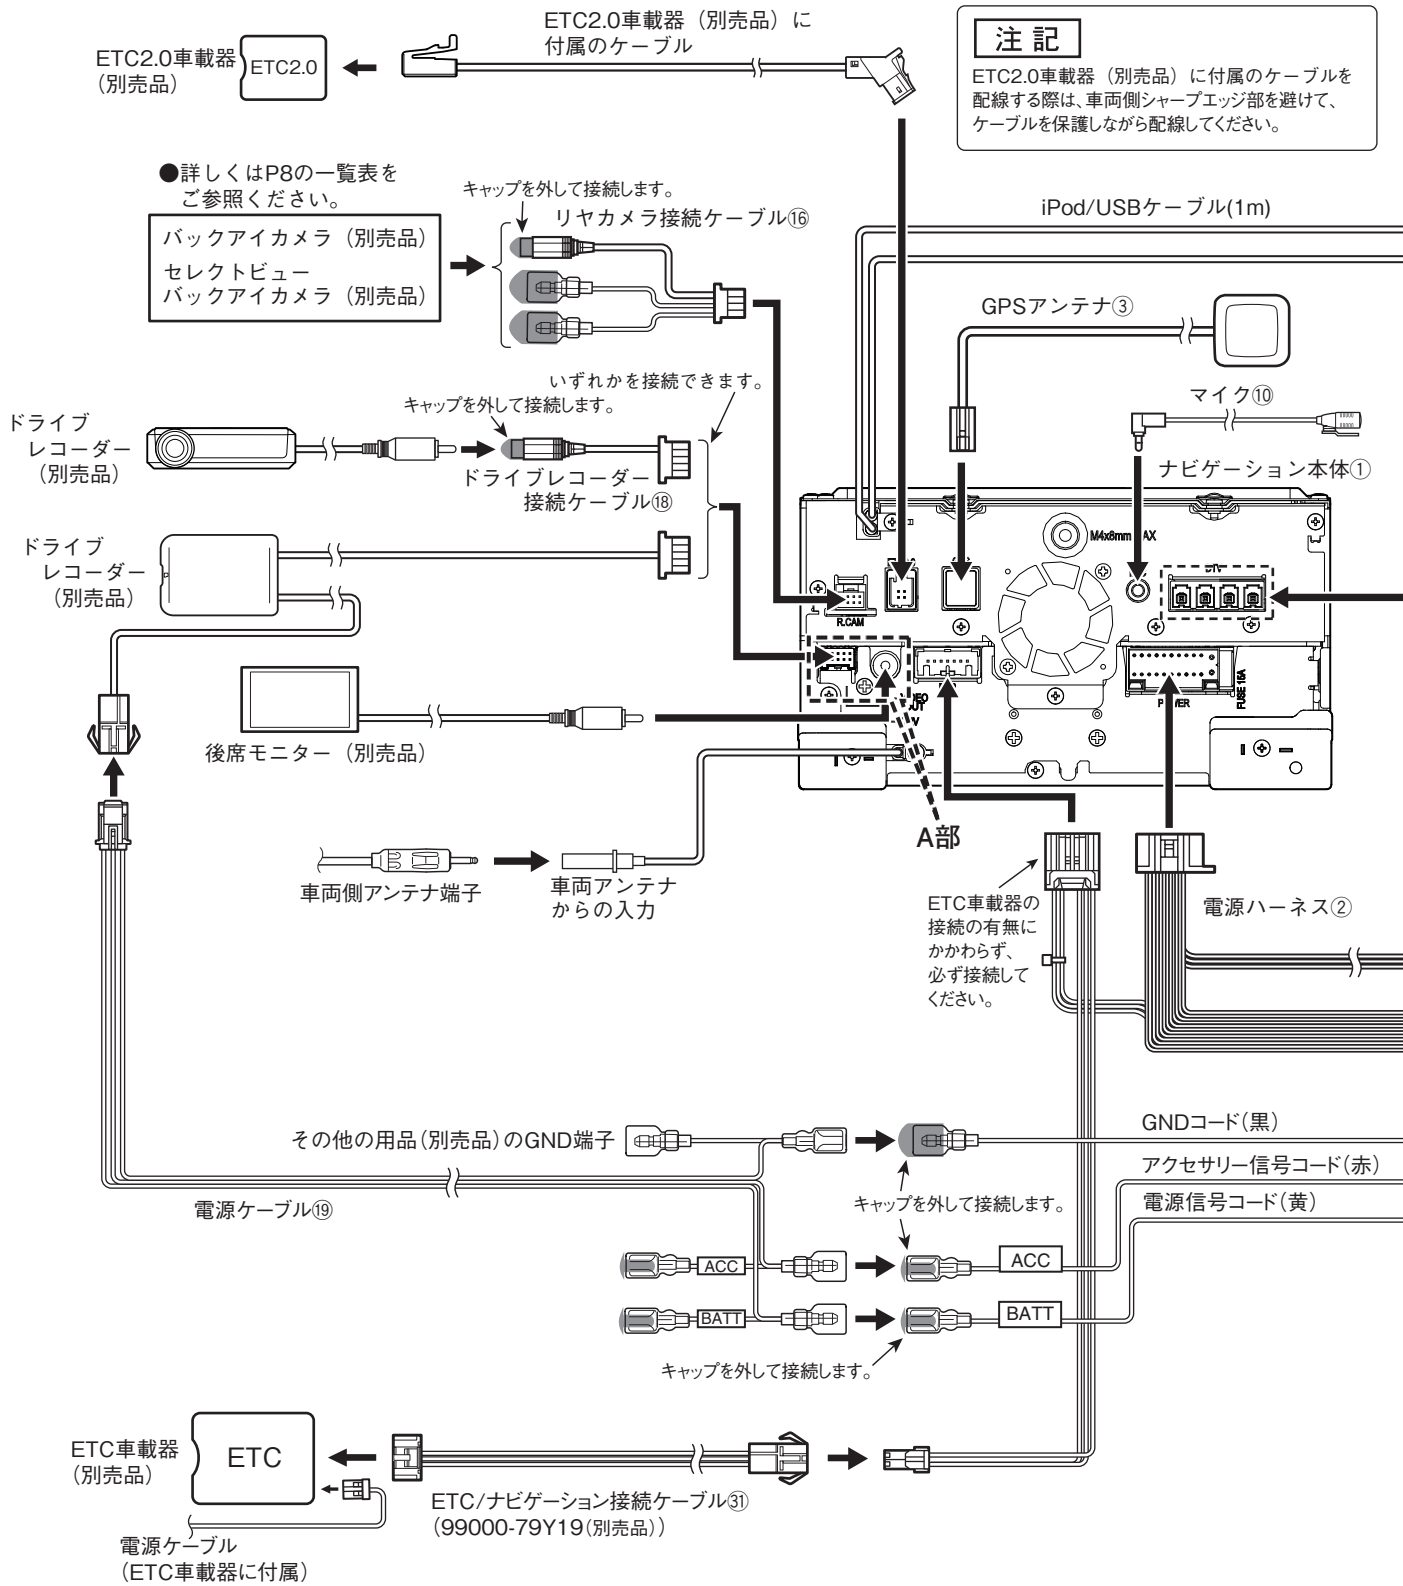 ETC2.0車載器（別売品）に
付属のケーブル
ETC2.0車載器
（別売品）
ETC2.0
注 記
ETC2.0車載器（別売品）に付属のケーブルを
配線する際は、車両側シャープエッジ部を避けて、
ケーブルを保護しながら配線してください。
●詳しくはP8の一覧表を
ご参照ください。
バックアイカメラ（別売品）
セレクトビュー
バックアイカメラ（別売品）
キャップを外して接続します。
リヤカメラ接続ケーブル⑯
iPod/USBケーブル(1m)
GPSアンテナ③
マイク⑩
ナビゲーション本体①
いずれかを接続できます。
キャップを外して接続します。
ドライブ
レコーダー
（別売品）
ドライブレコーダー
接続ケーブル⑱
ドライブ
レコーダー
（別売品）
R.CAM
POWER
FUSE 15A
後席モニター（別売品）
A部
車両側アンテナ端子
車両アンテナ
からの入力
ETC車載器の
接続の有無に
かかわらず、
必ず接続して
ください。
電源ハーネス②
その他の用品（別売品）のGND端子
GNDコード（黒）
アクセサリー信号コード（赤）
電源信号コード（黄）
電源ケーブル⑲
キャップを外して接続します。
ACC
ACC
BATT
BATT
キャップを外して接続します。
ETC車載器
（別売品）
ETC
ETC/ナビゲーション接続ケーブル㉛
（99000-79Y19（別売品））
電源ケーブル
（ETC車載器に付属）